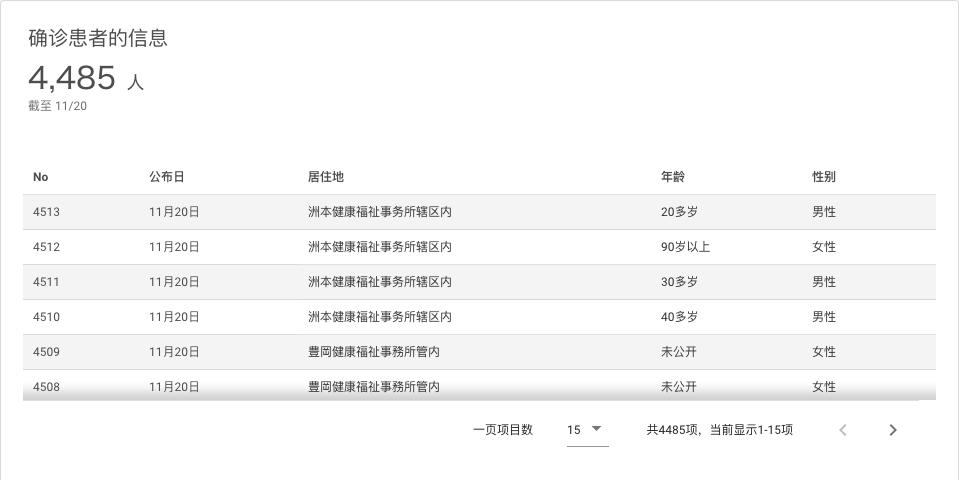 确诊患者的信息
4,485 人
截至 11/20
No 公布日 居住地 年龄 性别
4513 11月20日 洲本健康福祉事务所辖区内 20多岁 男性
4512 11月20日 洲本健康福祉事务所辖区内 90岁以上 女性
4511 11月20日 洲本健康福祉事务所辖区内 30多岁 男性
4510 11月20日 洲本健康福祉事务所辖区内 40多岁 男性
4509 11月20日 豊岡健康福祉事務所管内 未公开 女性
4508 11月20日 豊岡健康福祉事務所管内 未公开 女性
一页项目数 15 共4485项，当前显示1-15项